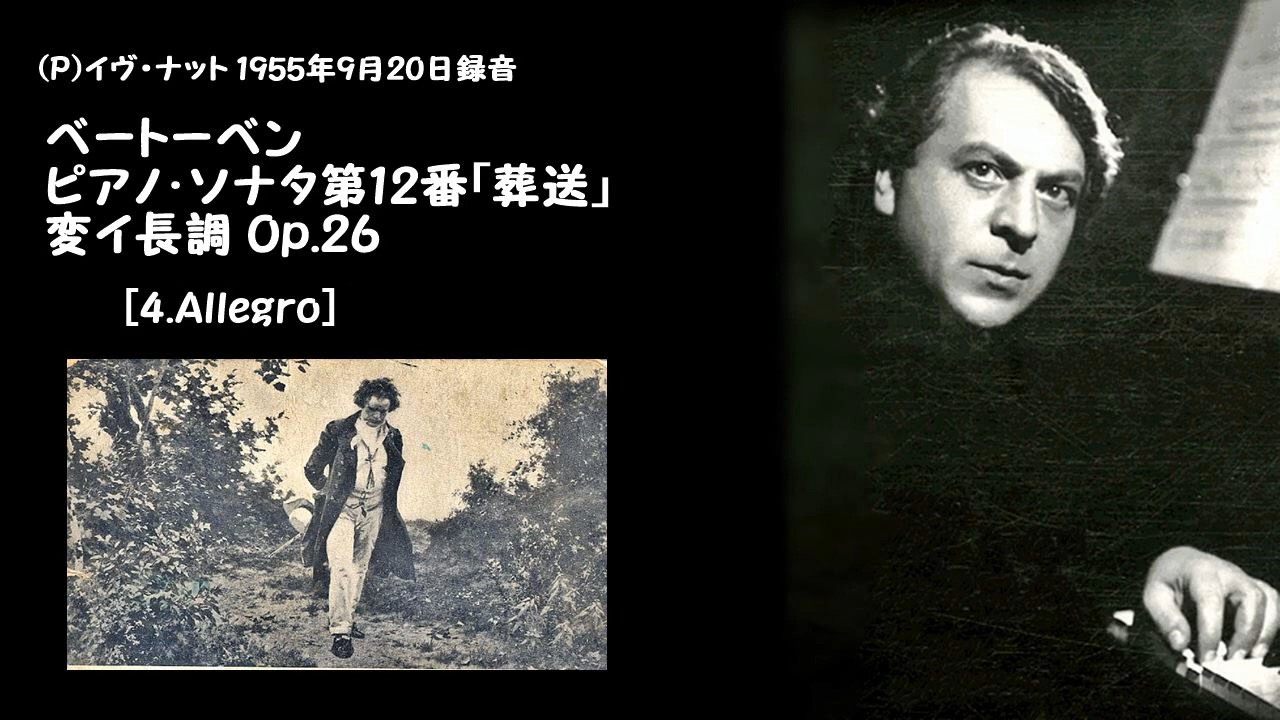 (P)イヴ・ナット 1955年9月20日録音
ベートーベン
ピアノ・ソナタ第12番「葬送」
変イ長調 Op.26
[4.Allegro]